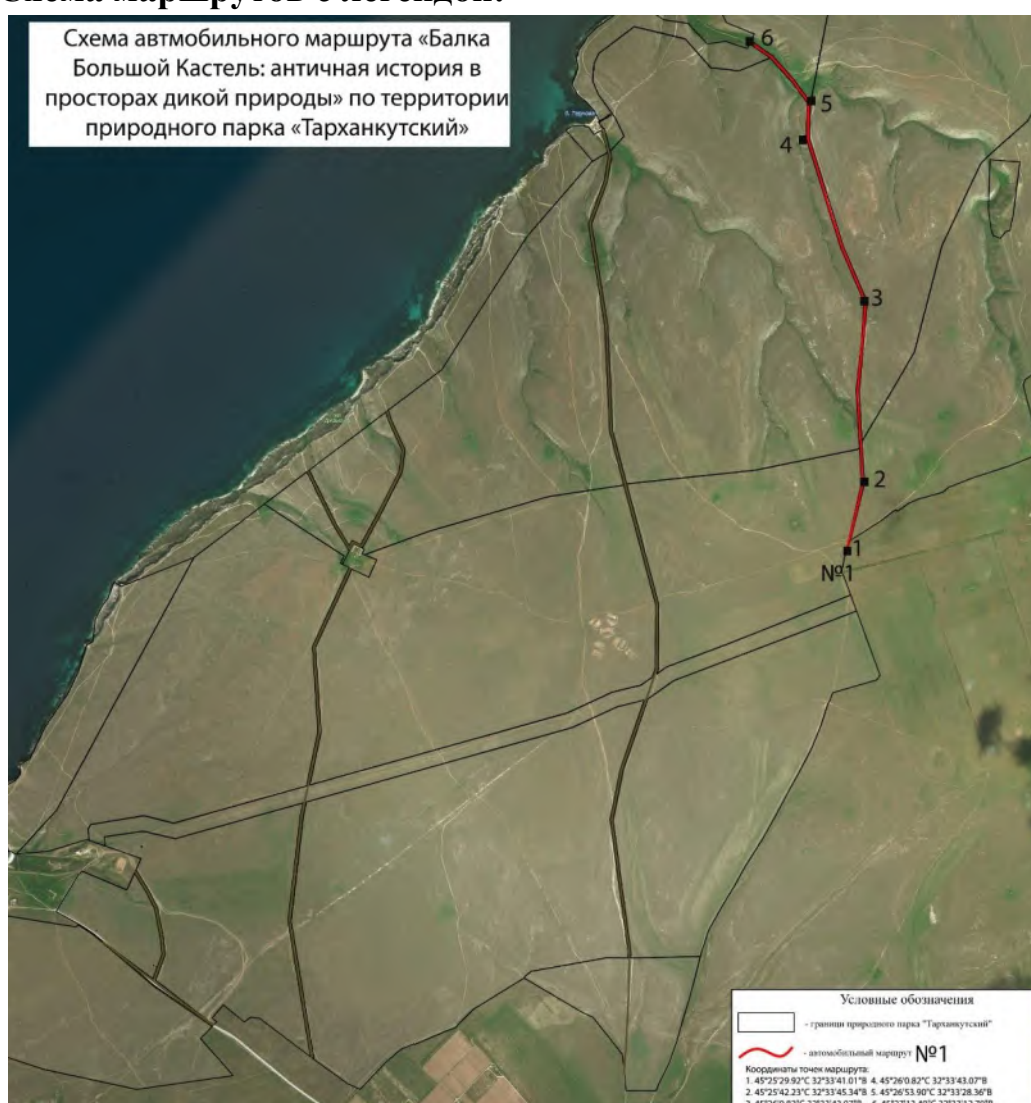 Схема маршрутов с легендой:
Схема автмобильного маршрута «Балка
Большой Кастель: античная история в
просторах дикой природы» по территории
природного парка «Тарханкутский»
6
5
4
3
2
1
№1
Условные обозначения
- границы природного парка "Тарханкутский"
- автомобильный маршрут №1
Координаты точек маршрута:
1. 45°25'29.92"С 32°33'41.01"В 4. 45°26'0.82"С 32°33'43.07"В
2. 45°25'42.23"С 32°33'45.34"В 5. 45°26'53.90"С 32°33'28.36"В